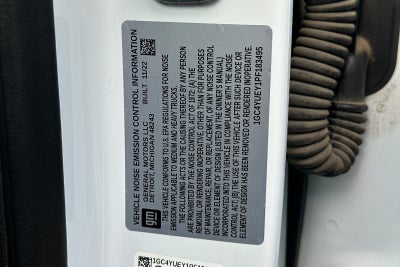 VEHICLE NOISE EMISSION CONTROL INFORMATION
GENERAL MOTORS LLC BUILT 11/22
DETROIT, MICHIGAN 48243
THIS VEHICLE CONFORMS TO U.S. EPA REGULATIONS FOR NOISE
EMISSION APPLICABLE TO MEDIUM AND HEAVY TRUCKS.
THE FOLLOWING ACTS OR THE CAUSING THEREOF BY ANY PERSON
ARE PROHIBITED BY THE NOISE CONTROL ACT OF 1972: (A) THE
REMOVAL OR RENDERING INOPERATIVE, OTHER THAN FOR PURPOSES
OF MAINTENANCE, REPAIR, OR REPLACEMENT, OF ANY NOISE CONTROL
DEVICE OR ELEMENT OF DESIGN (LISTED IN THE OWNER'S MANUAL)
INCORPORATED INTO THIS VEHICLE IN COMPLIANCE WITH THE NOISE
CONTROL ACT; (B) THE USE OF THIS VEHICLE AFTER SUCH DEVICE OR
ELEMENT OF DESIGN HAS BEEN REMOVED OR RENDERED INOPERATIVE.
1GC4YUEY1PF183495
gm